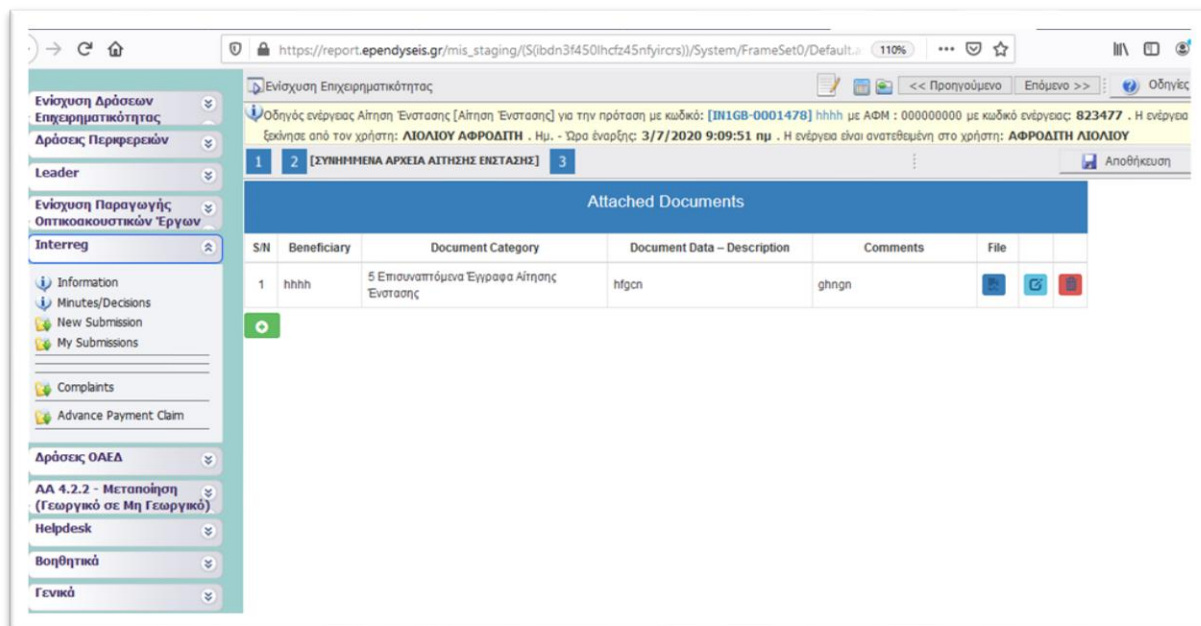 https://report.ependyseis.gr/mis_staging/(S(ibdn3f450lhcfz45nfyircrs))/System/FrameSet0/Default.a 110%
Ενίσχυση Δράσεων
Επιχειρηματικότητας
Δράσεις Περιφερειών
Leader
Ενίσχυση Παραγωγής
Οπτικοακουστικών Έργων
Interreg
Information
Minutes/Decisions
New Submission
My Submissions
Complaints
Advance Payment Claim
Δράσεις ΟΑΕΔ
ΑΑ 4.2.2 - Μεταποίηση
(Γεωργικό σε Μη Γεωργικό)
Helpdesk
Βοηθητικά
Γενικά
Ενίσχυση Επιχειρηματικότητας << Προηγούμενο Επόμενο >> Οδηγίες
Οδηγός ενέργειας Αίτηση Ένστασης [Αίτηση Ένστασης] για την πρόταση με κωδικό: [IN1GB-0001478] hhhh με ΑΦΜ : 000000000 με κωδικό ενέργειας: 823477 . Η ενέργεια
ξεκίνησε από τον χρήστη: ΛΙΟΛΙΟΥ ΑΦΡΟΔΙΤΗ . Ημ. - Ώρα έναρξης: 3/7/2020 9:09:51 πμ . Η ενέργεια είναι ανατεθειμένη στο χρήστη: ΑΦΡΟΔΙΤΗ ΛΙΟΛΙΟΥ
1 2 [ΣΥΝΗΜΜΕΝΑ ΑΡΧΕΙΑ ΑΙΤΗΣΗΣ ΕΝΣΤΑΣΗΣ] 3 Αποθήκευση
Attached Documents
S/N Beneficiary Document Category Document Data – Description Comments File
1 hhhh 5 Επισυναπτόμενα Έγγραφα Αίτησης hfgcn ghngn
Ένστασης